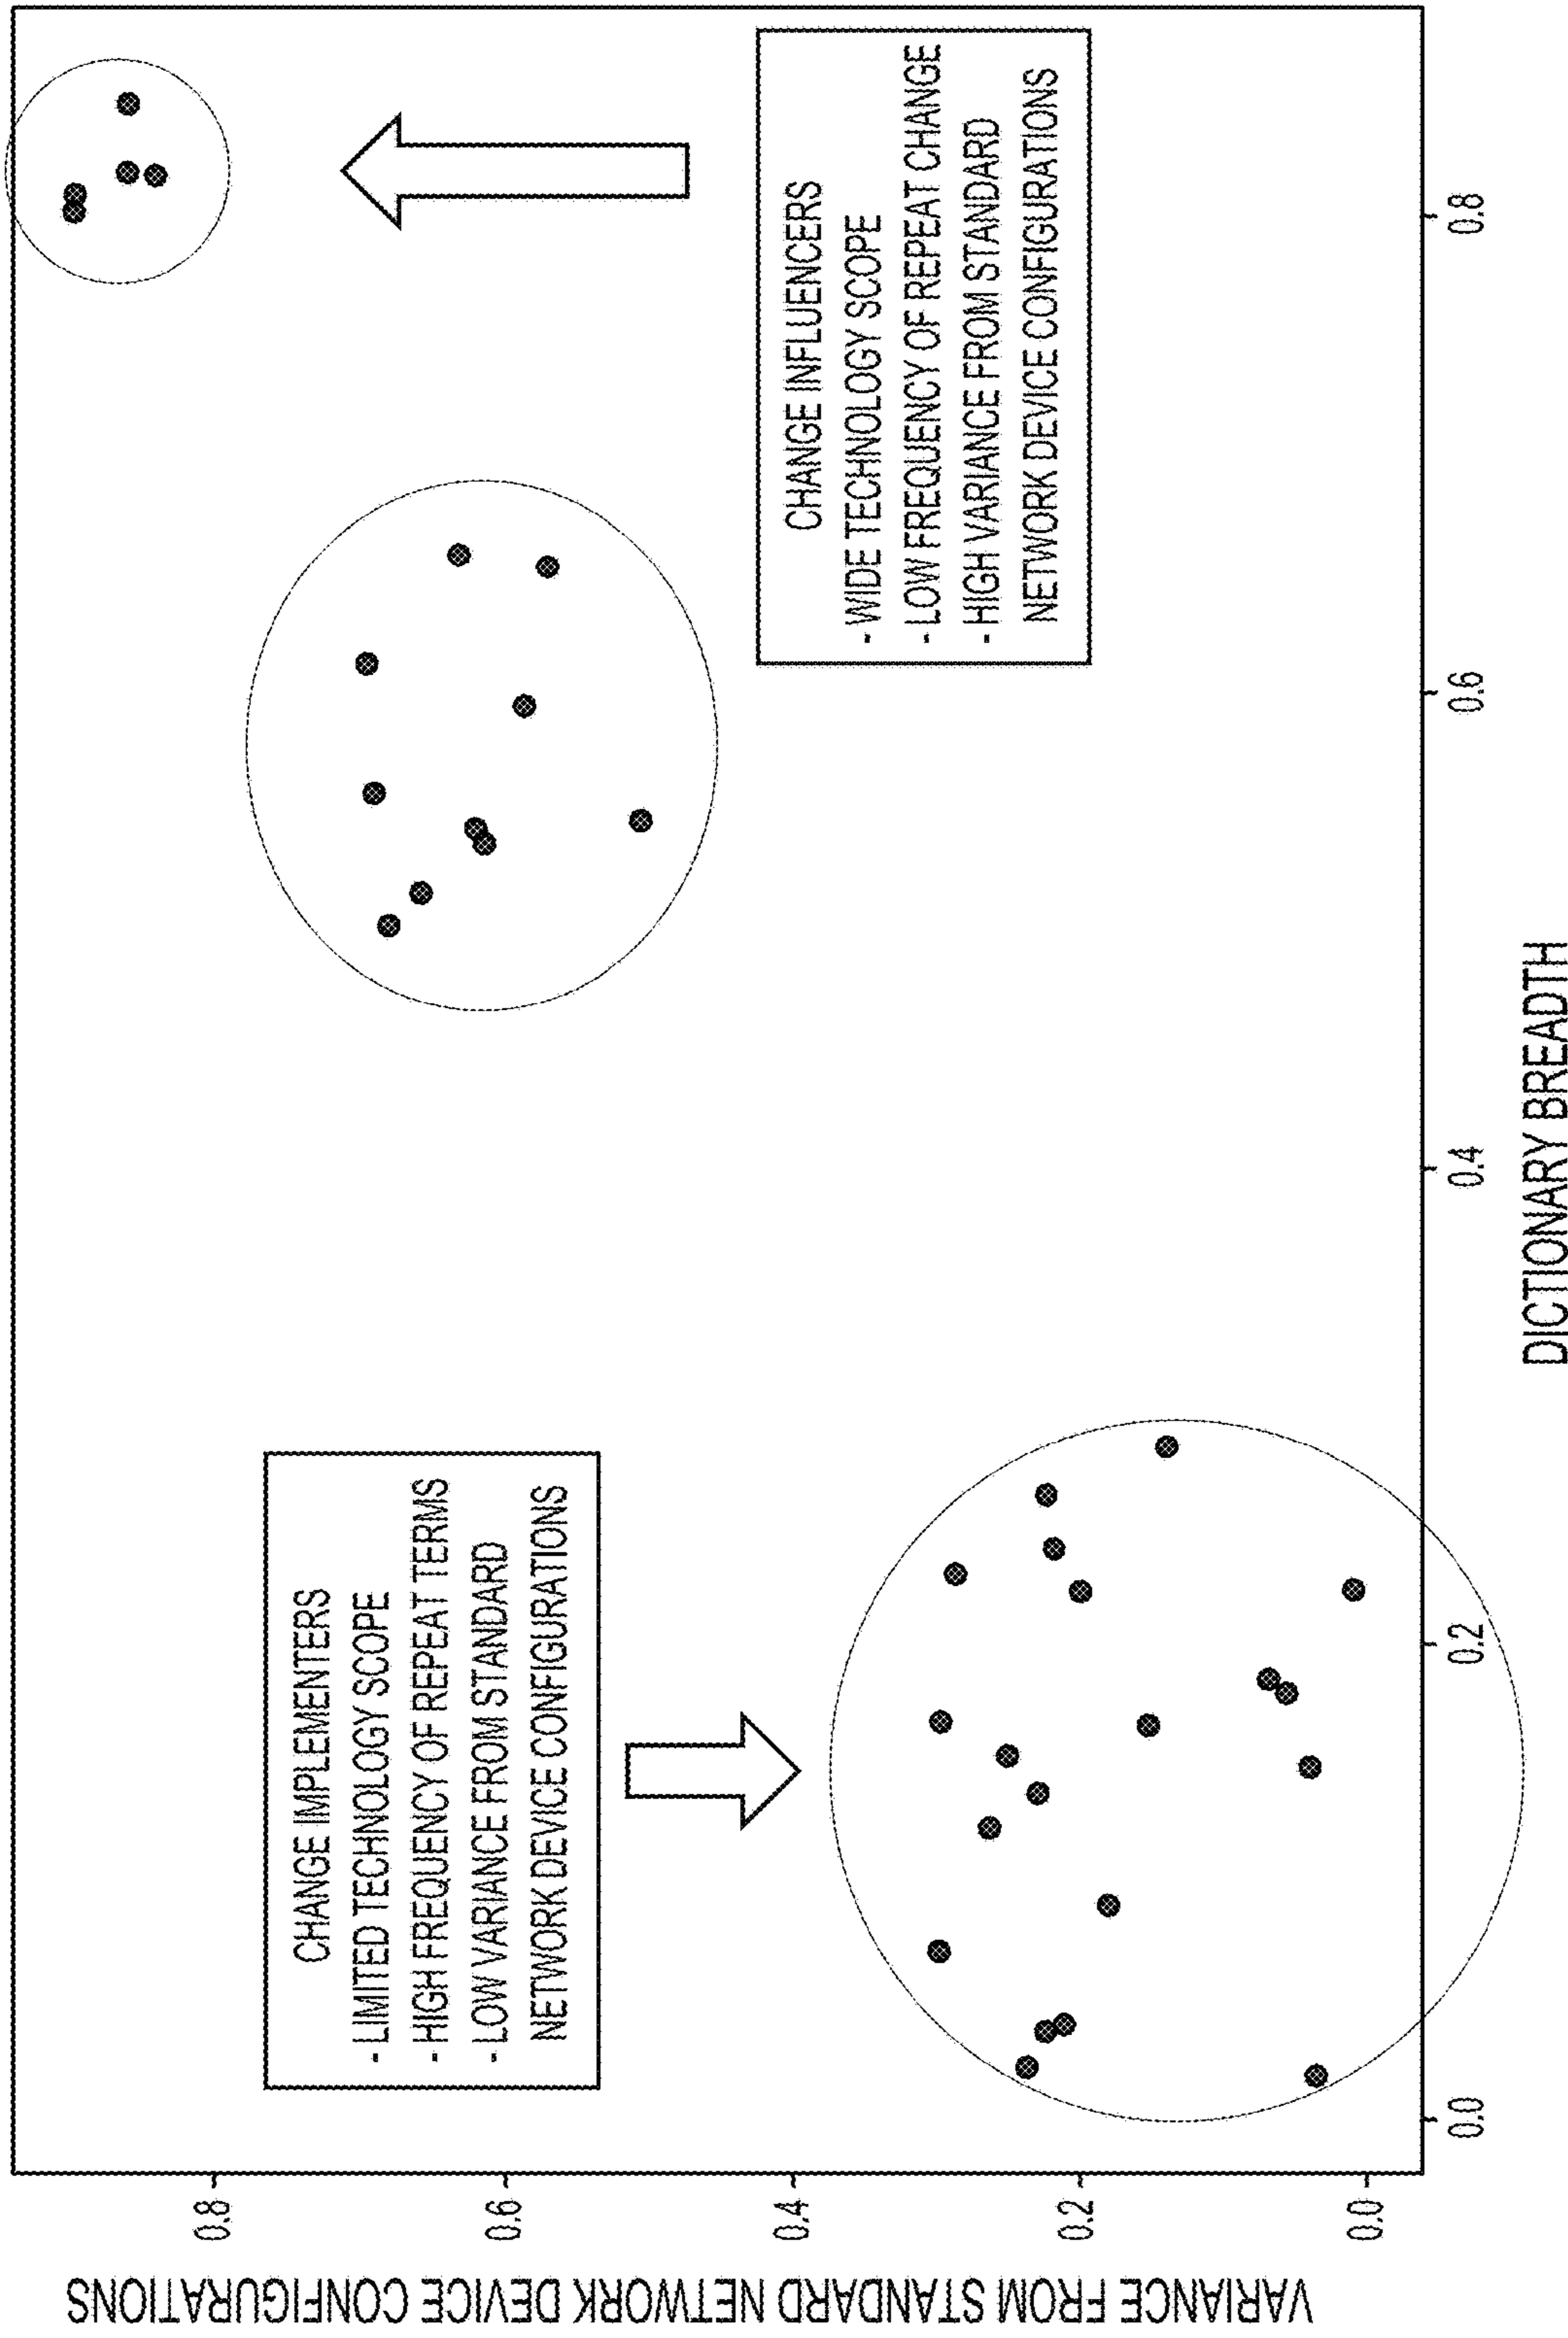 VARIANCE FROM STANDARD NETWORK DEVICE CONFIGURATIONS
0.8
0.6
0.4
0.2
0.0
CHANGE IMPLEMENTERS
- LIMITED TECHNOLOGY SCOPE
- HIGH FREQUENCY OF REPEAT TERMS
- LOW VARIANCE FROM STANDARD
NETWORK DEVICE CONFIGURATIONS
CHANGE INFLUENCERS
- WIDE TECHNOLOGY SCOPE
- LOW FREQUENCY OF REPEAT CHANGE
- HIGH VARIANCE FROM STANDARD
NETWORK DEVICE CONFIGURATIONS
0.0
0.2
0.4
0.6
0.8
DICTIONARY BREADTH